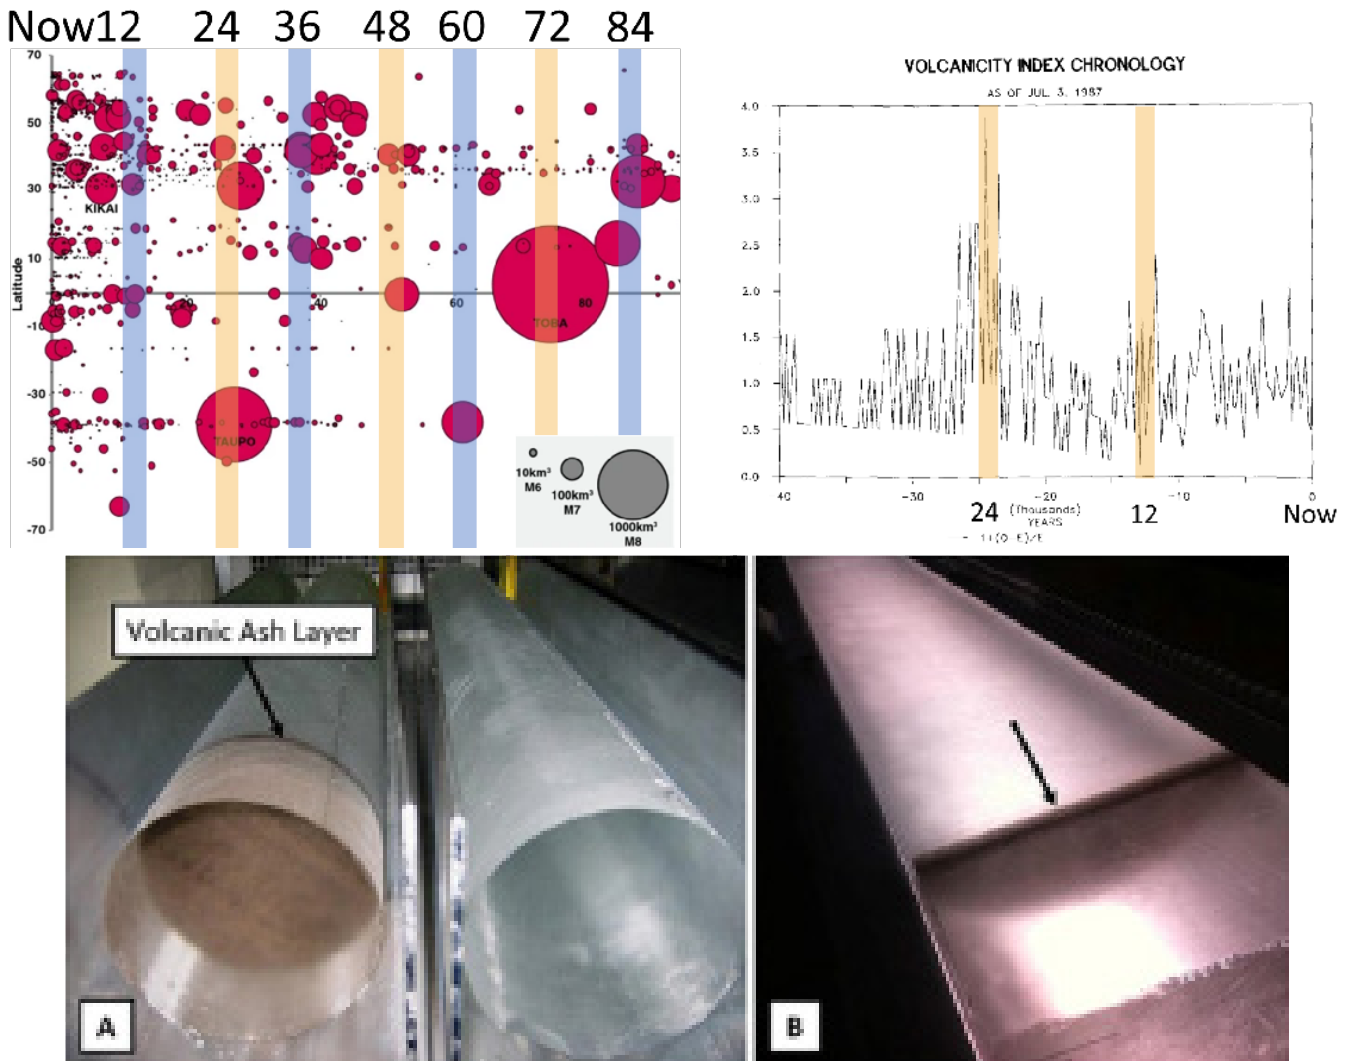 Now 12 24 36 48 60 72 84
70
50
30
10
-10
-30
-50
-70
Latitude
KIKAI
20 40 60 80
TOBA
TAUPO
10km³
M6
100km³
M7
1000km³
M8
VOLCANICITY INDEX CHRONOLOGY
AS OF JUL. 3, 1987
4.0
3.5
3.0
2.5
2.0
1.5
1.0
0.5
0.0
40 -30 -20 -10 0
24 (Thousands) 12 Now
YEARS
Volcanic Ash Layer
A
B